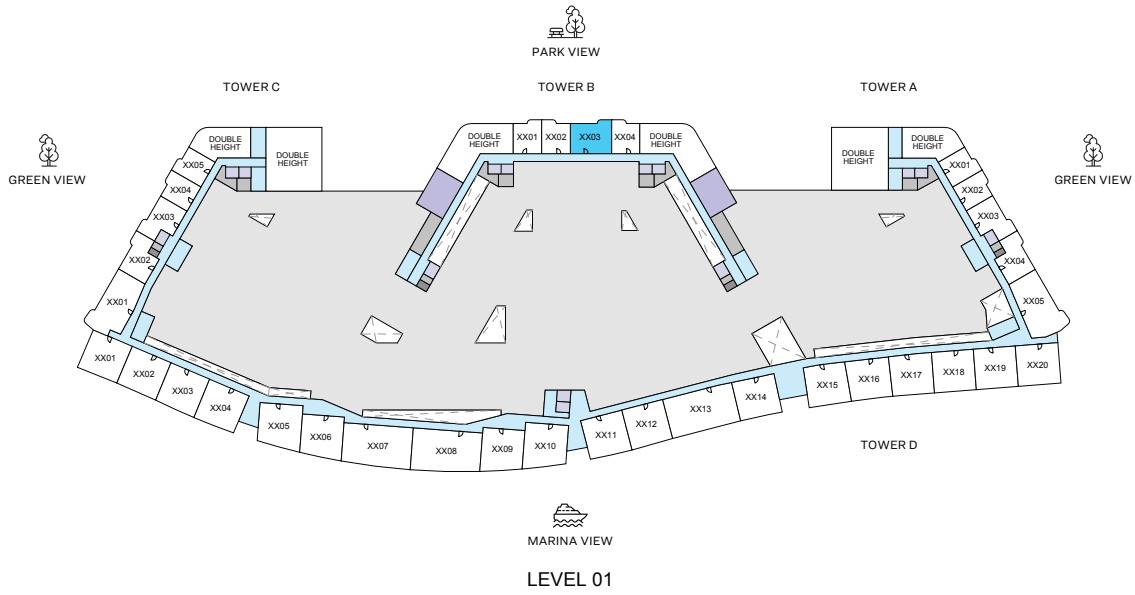 PARK VIEW
TOWER C
TOWER B
TOWER A
GREEN VIEW
GREEN VIEW
DOUBLE
HEIGHT
DOUBLE
HEIGHT
XX05
XX04
XX03
XX02
XX01
DOUBLE
HEIGHT
XX01
XX02
XX03
XX04
DOUBLE
HEIGHT
DOUBLE
HEIGHT
DOUBLE
HEIGHT
XX01
XX02
XX03
XX04
XX05
XX01
XX02
XX03
XX04
XX05
XX06
XX07
XX08
XX09
XX10
XX11
XX12
XX13
XX14
XX15
XX16
XX17
XX18
XX19
XX20
TOWER D
MARINA VIEW
LEVEL 01